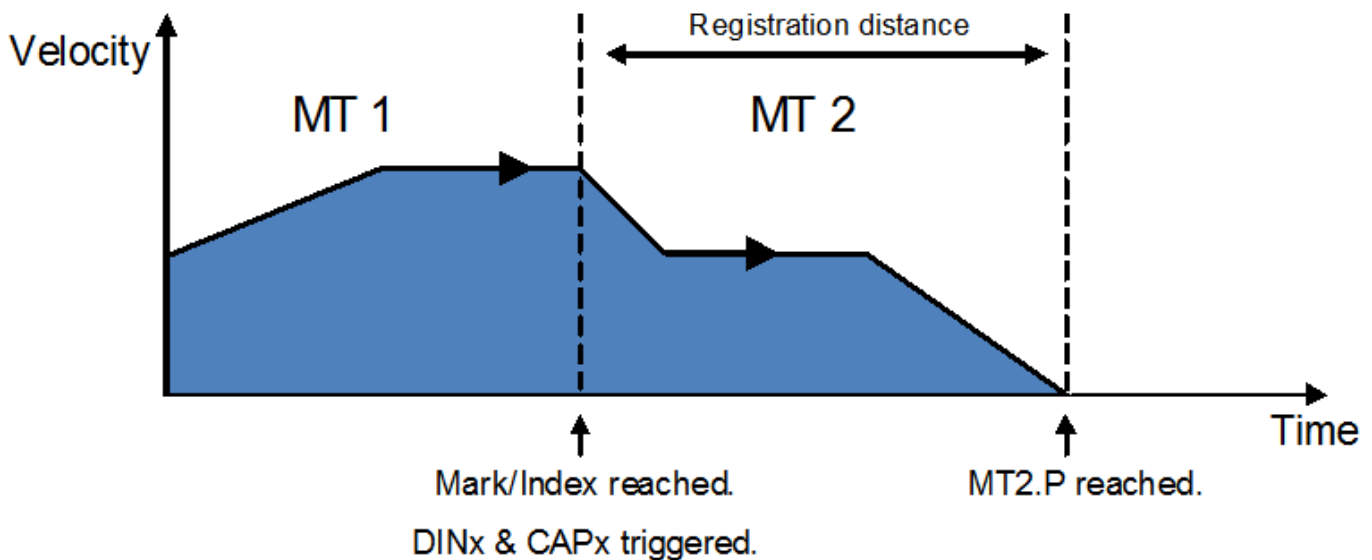 Registration distance
Velocity
MT 1
MT 2
Time
Mark/Index reached.
MT2.P reached.
DINx & CAPx triggered.